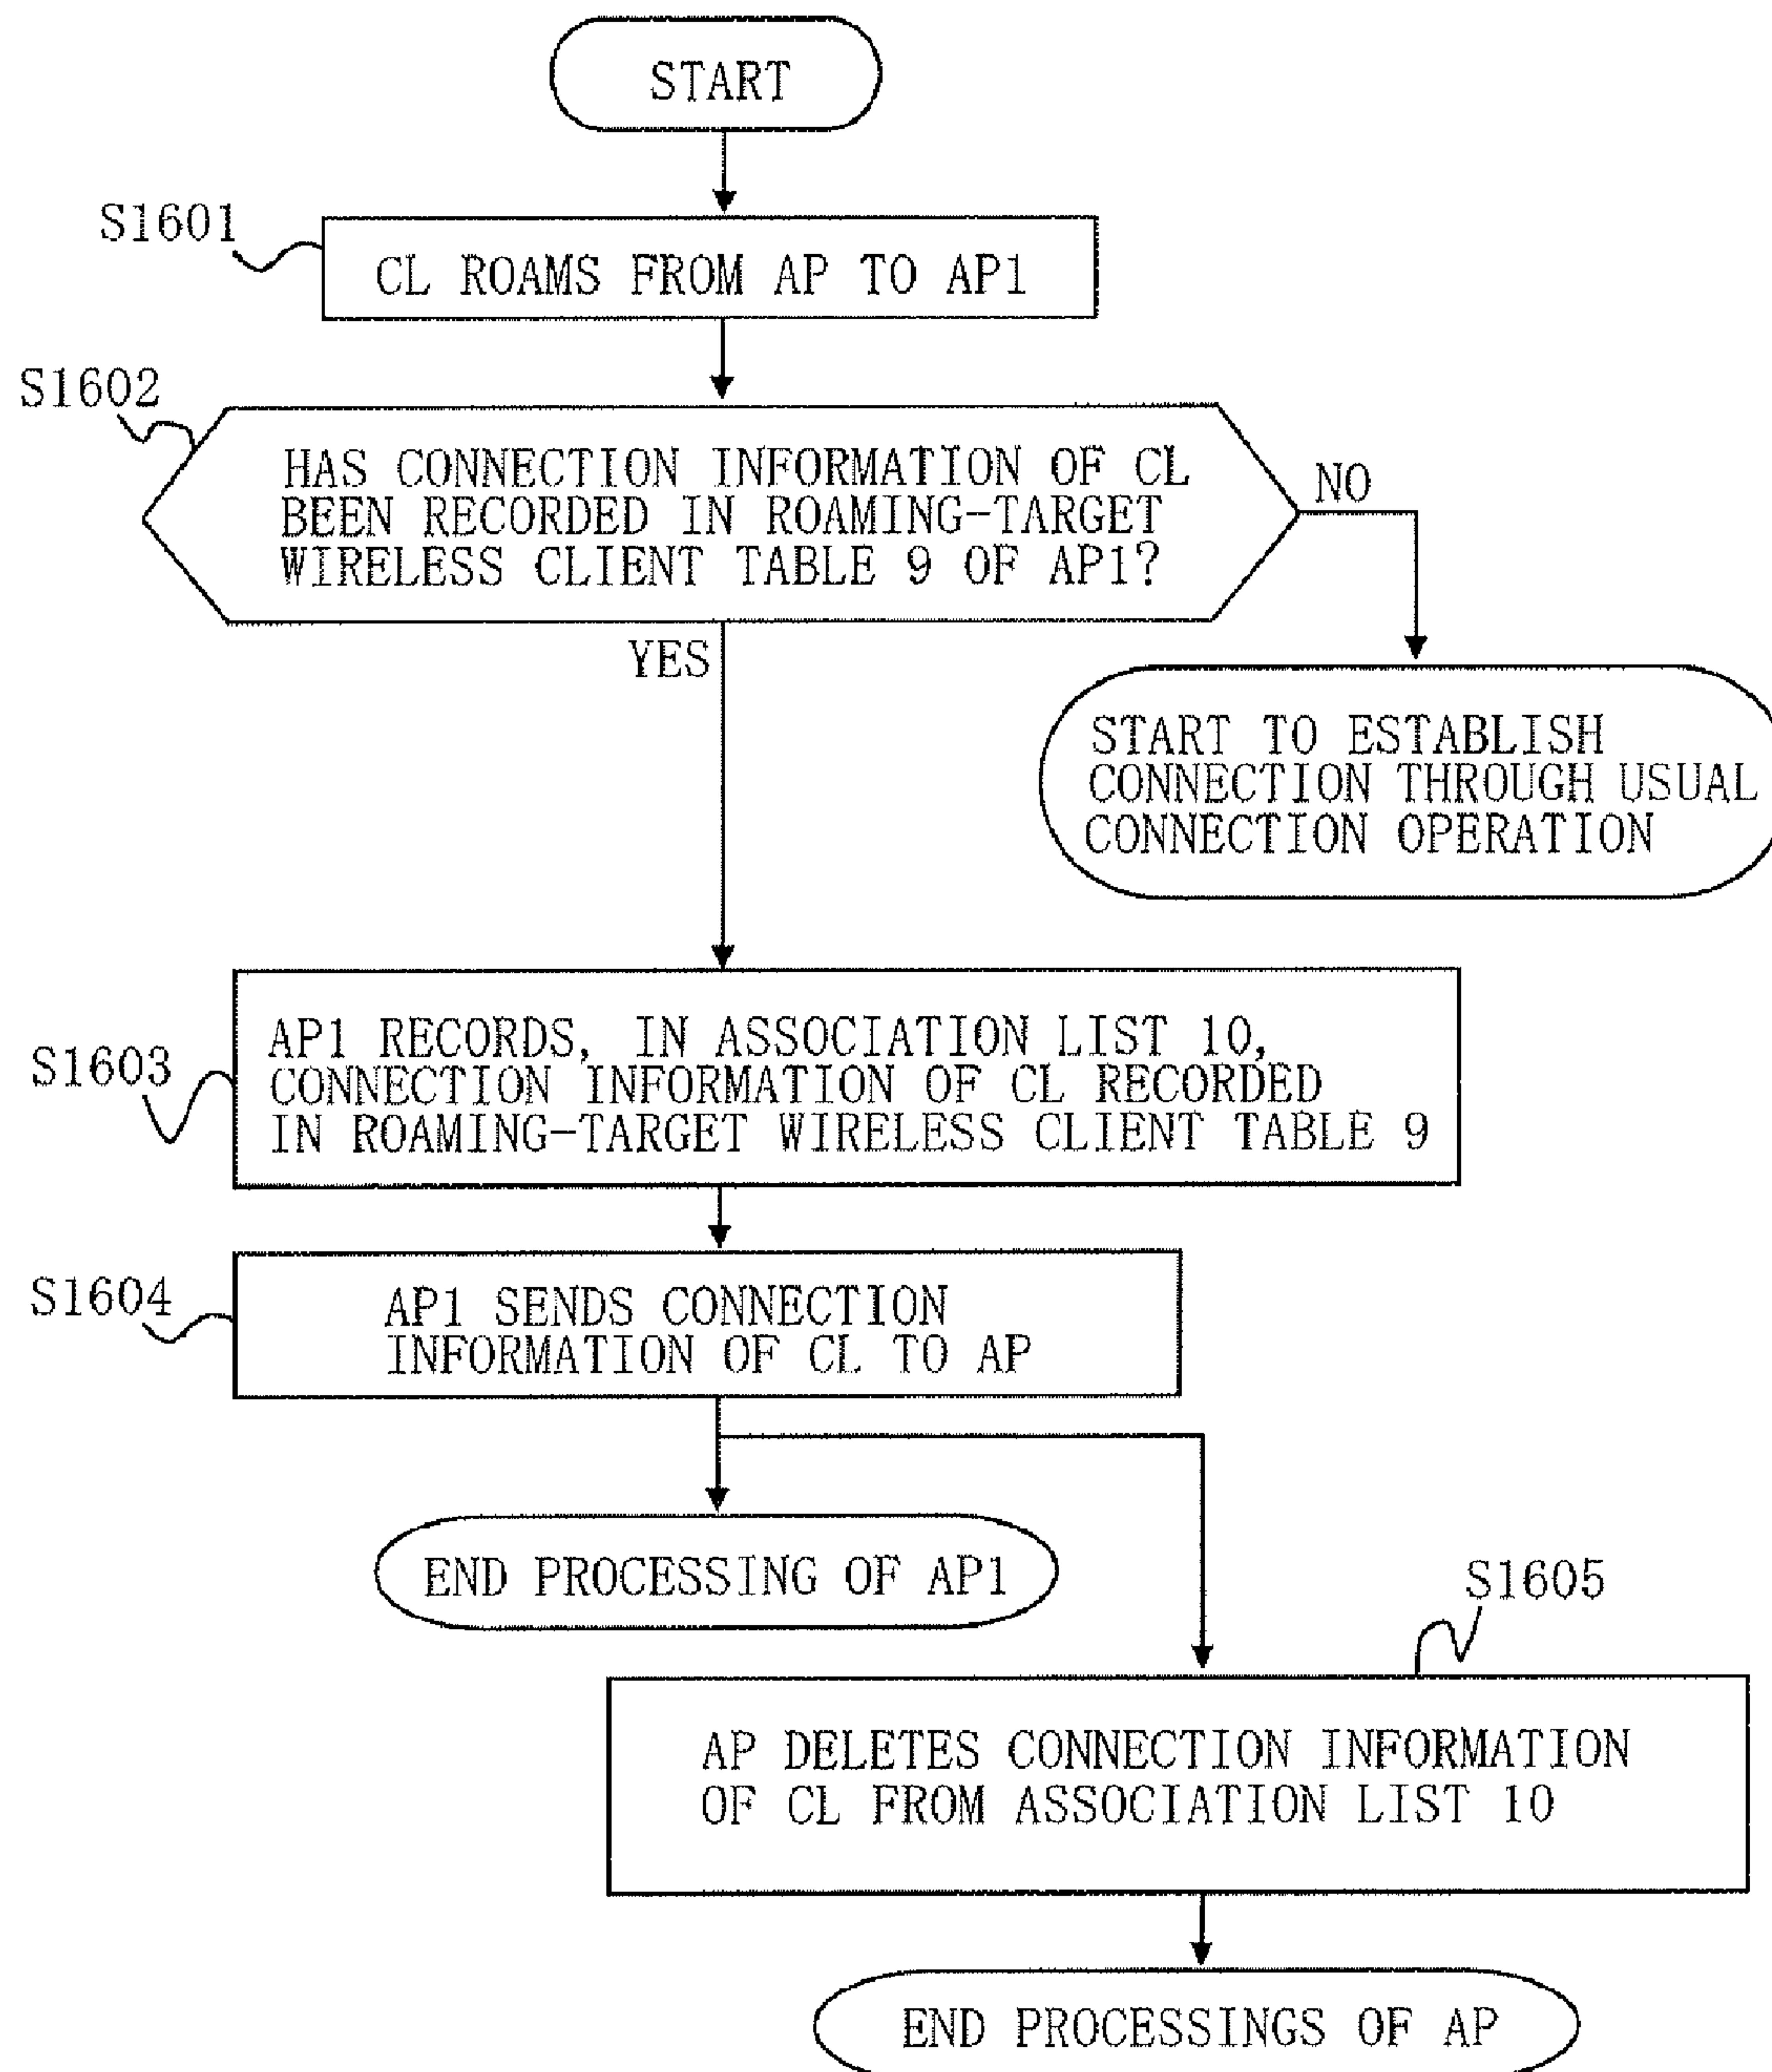 START
S1601
CL ROAMS FROM AP TO AP1
S1602
HAS CONNECTION INFORMATION OF CL
BEEN RECORDED IN ROAMING-TARGET
WIRELESS CLIENT TABLE 9 OF AP1?
NO
YES
START TO ESTABLISH
CONNECTION THROUGH USUAL
CONNECTION OPERATION
S1603
AP1 RECORDS, IN ASSOCIATION LIST 10,
CONNECTION INFORMATION OF CL RECORDED
IN ROAMING-TARGET WIRELESS CLIENT TABLE 9
S1604
AP1 SENDS CONNECTION
INFORMATION OF CL TO AP
END PROCESSING OF AP1
S1605
AP DELETES CONNECTION INFORMATION
OF CL FROM ASSOCIATION LIST 10
END PROCESSINGS OF AP